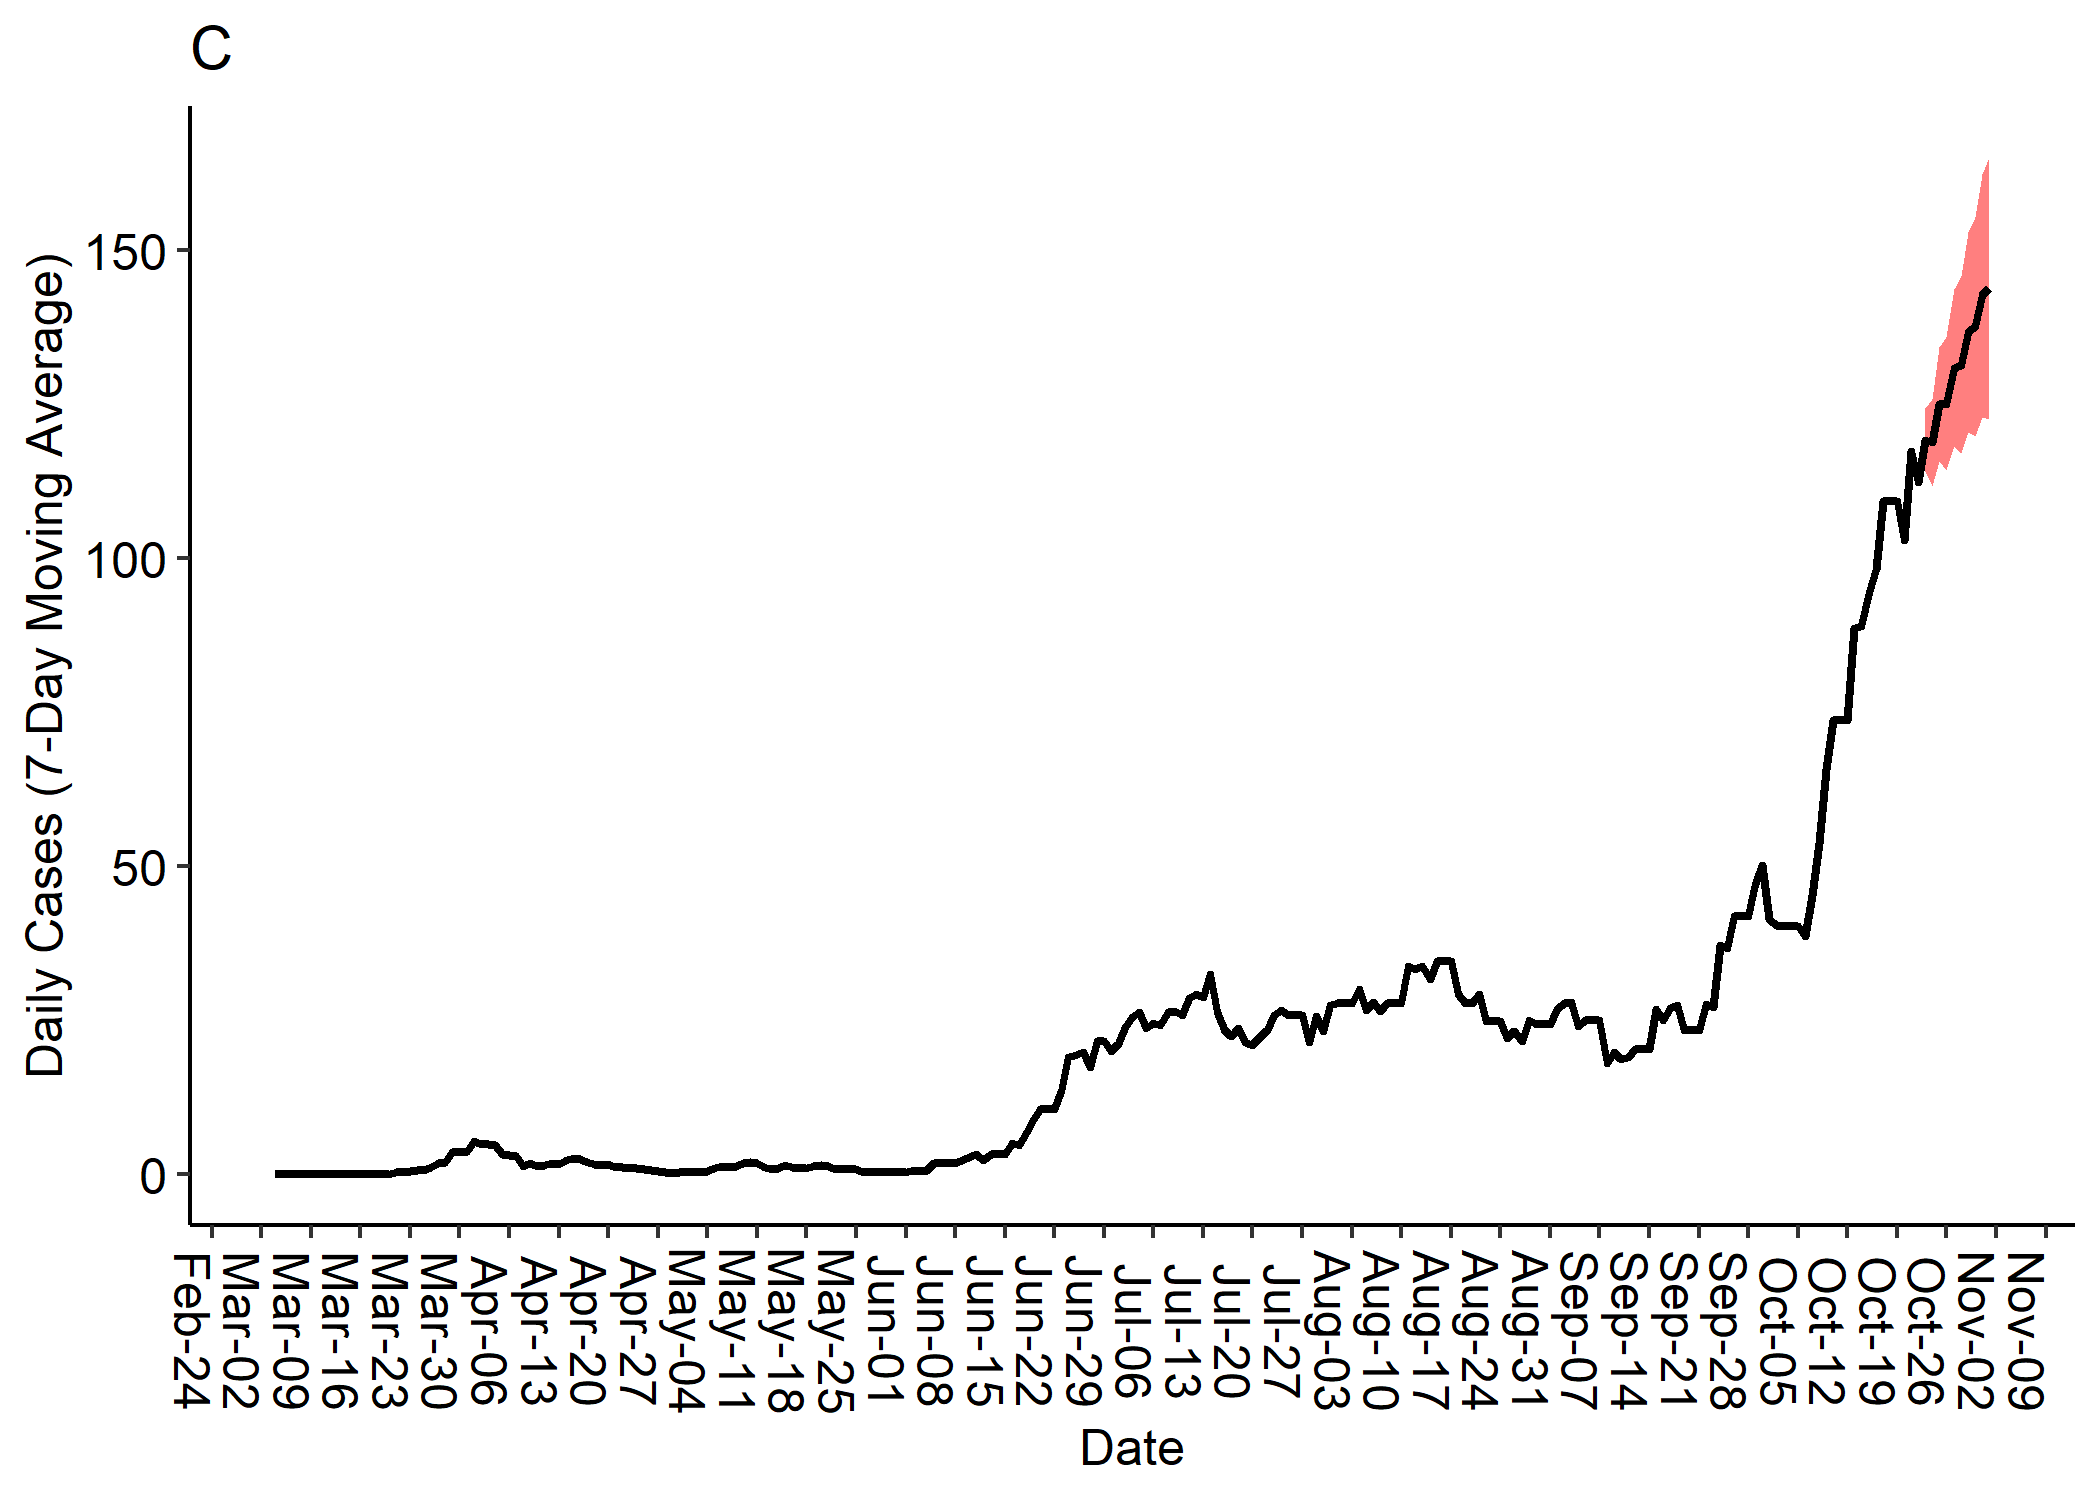 C
Daily Cases (7-Day Moving Average)
150
100
50
0
Feb-24
Mar-02
Mar-09
Mar-16
Mar-23
Mar-30
Apr-06
Apr-13
Apr-20
Apr-27
May-04
May-11
May-18
May-25
Jun-01
Jun-08
Jun-15
Jun-22
Jun-29
Jul-06
Jul-13
Jul-20
Jul-27
Aug-03
Aug-10
Aug-17
Aug-24
Aug-31
Sep-07
Sep-14
Sep-21
Sep-28
Oct-05
Oct-12
Oct-19
Oct-26
Nov-02
Nov-09
Date